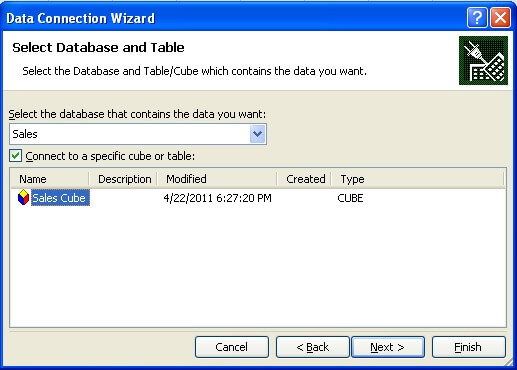 Data Connection Wizard
Select Database and Table
Select the Database and Table/Cube which contains the data you want.
Select the database that contains the data you want:
Sales
Connect to a specific cube or table:
Name Description Modified Created Type
Sales Cube 4/22/2011 6:27:20 PM CUBE
Cancel < Back Next > Finish